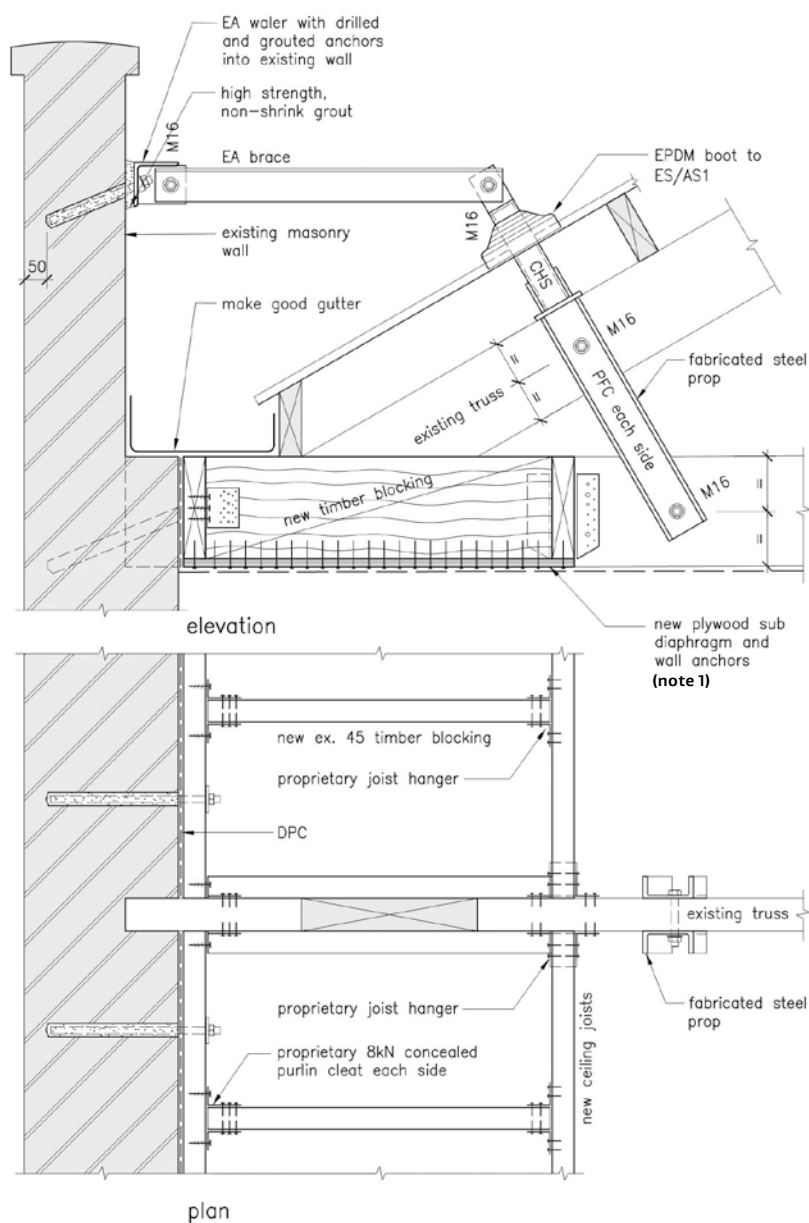 EA waler with drilled
and grouted anchors
into existing wall
high strength,
non-shrink grout
M16
EA brace
EPDM boot to
ES/AS1
M16
existing masonry
wall
50
CHS
make good gutter
M16
fabricated steel
prop
=
=
existing truss
PFC each side
M16
=
=
new timber blocking
elevation
new plywood sub
diaphragm and
wall anchors
(note 1)
new ex. 45 timber blocking
proprietary joist hanger
DPC
existing truss
proprietary joist hanger
fabricated steel
prop
new ceiling joists
proprietary 8kN concealed
purlin cleat each side
plan